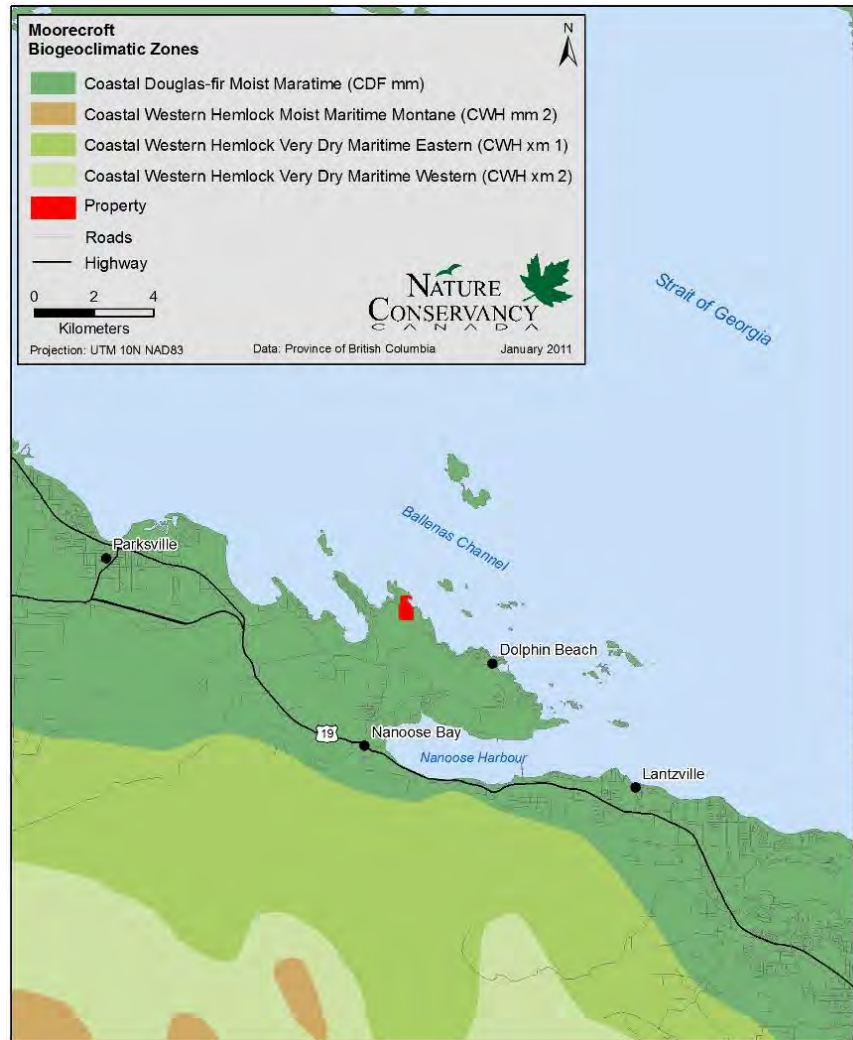 Moorecroft
Biogeoclimatic Zones
N
Coastal Douglas-fir Moist Maratime (CDF mm)
Coastal Western Hemlock Moist Maritime Montane (CWH mm 2)
Coastal Western Hemlock Very Dry Maritime Eastern (CWH xm 1)
Coastal Western Hemlock Very Dry Maritime Western (CWH xm 2)
Property
Roads
Highway
0 2 4
Kilometers
NATURE
CONSERVANCY
CANADA
Projection: UTM 10N NAD83 Data: Province of British Columbia January 2011
Strait of Georgia
Ballenas Channel
Parksville
Dolphin Beach
19
Nanoose Bay
Nanoose Harbour
Lantzville